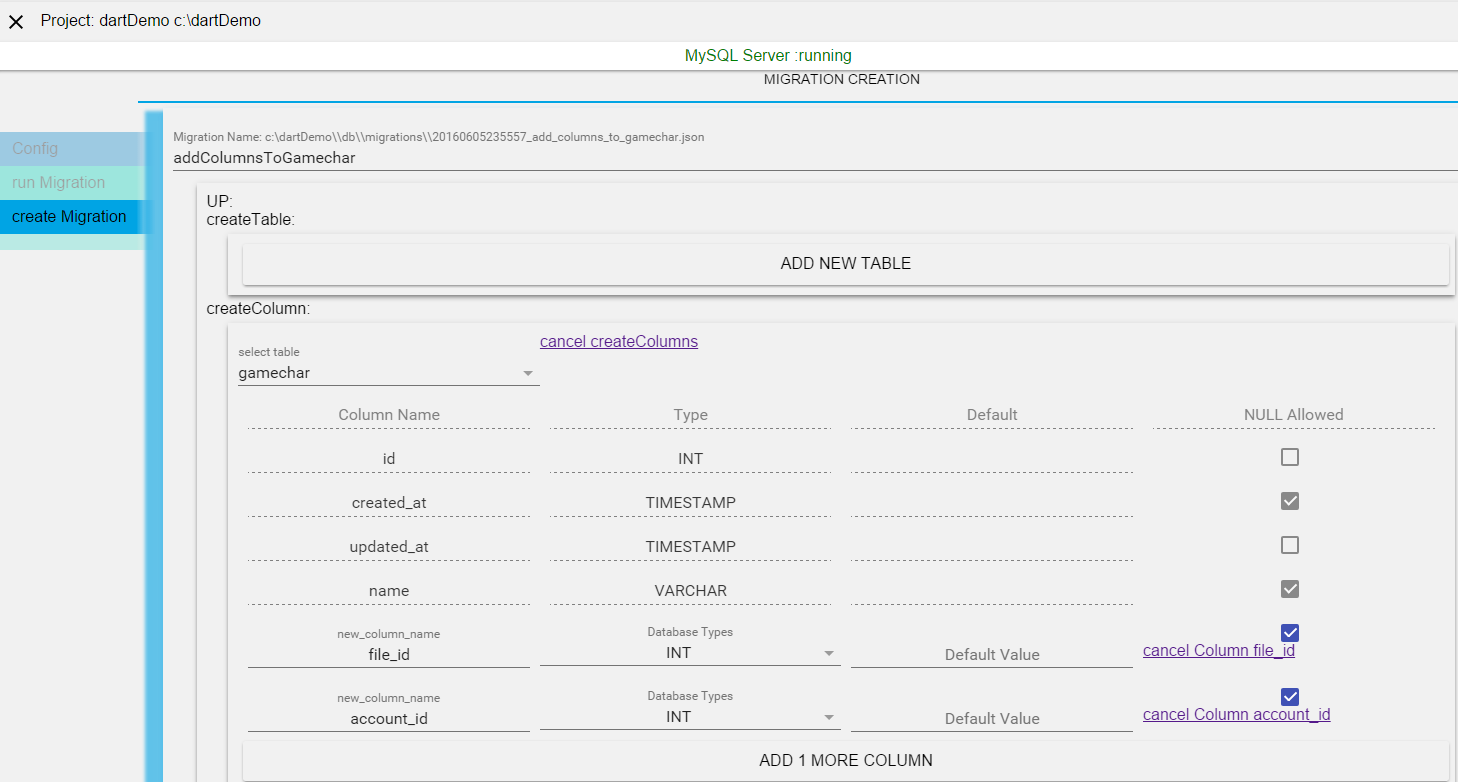 Project: dartDemo c:\dartDemo
MySQL Server :running
MIGRATION CREATION
Config
run Migration
create Migration
Migration Name: c:\dartDemo\\db\\migrations\\20160605235557_add_columns_to_gamechar.json
addColumnsToGamechar
UP:
createTable:
ADD NEW TABLE
createColumn:
cancel createColumns
select table
gamechar
Column Name Type Default NULL Allowed
id INT
created_at TIMESTAMP
updated_at TIMESTAMP
name VARCHAR
new_column_name Database Types
file_id INT Default Value cancel Column file_id
new_column_name Database Types
account_id INT Default Value cancel Column account_id
ADD 1 MORE COLUMN